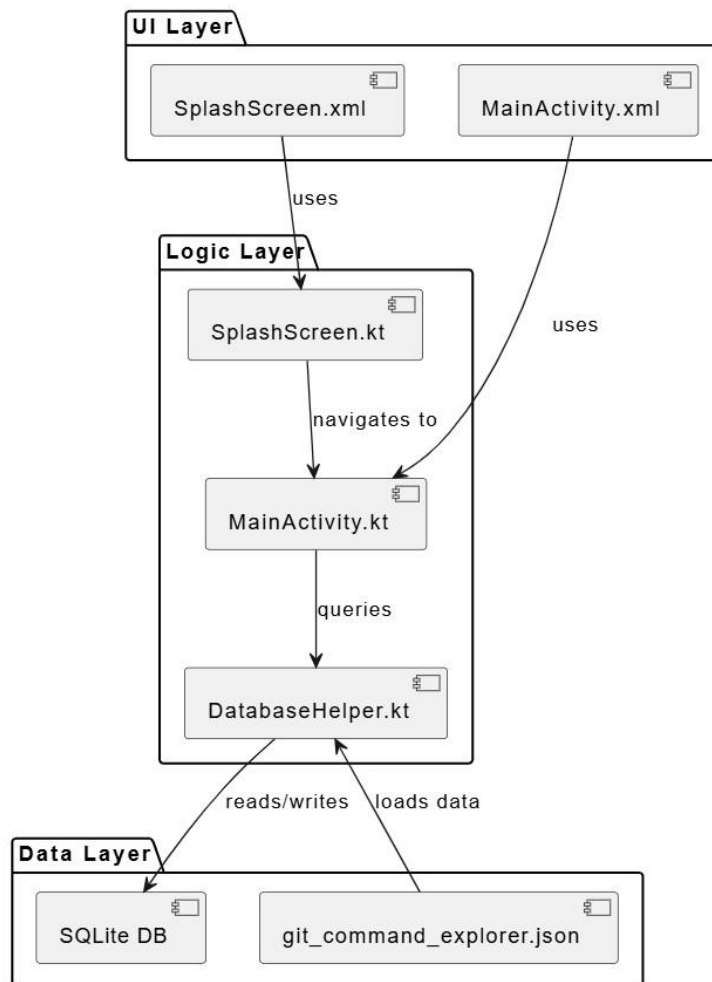 UI Layer
SplashScreen.xml
MainActivity.xml
uses
Logic Layer
SplashScreen.kt
uses
navigates to
MainActivity.kt
queries
DatabaseHelper.kt
reads/writes
loads data
Data Layer
SQLite DB
git_command_explorer.json